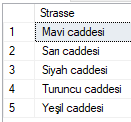 Strasse
1 Mavi caddesi
2 Sarı caddesi
3 Siyah caddesi
4 Turuncu caddesi
5 Yeşil caddesi